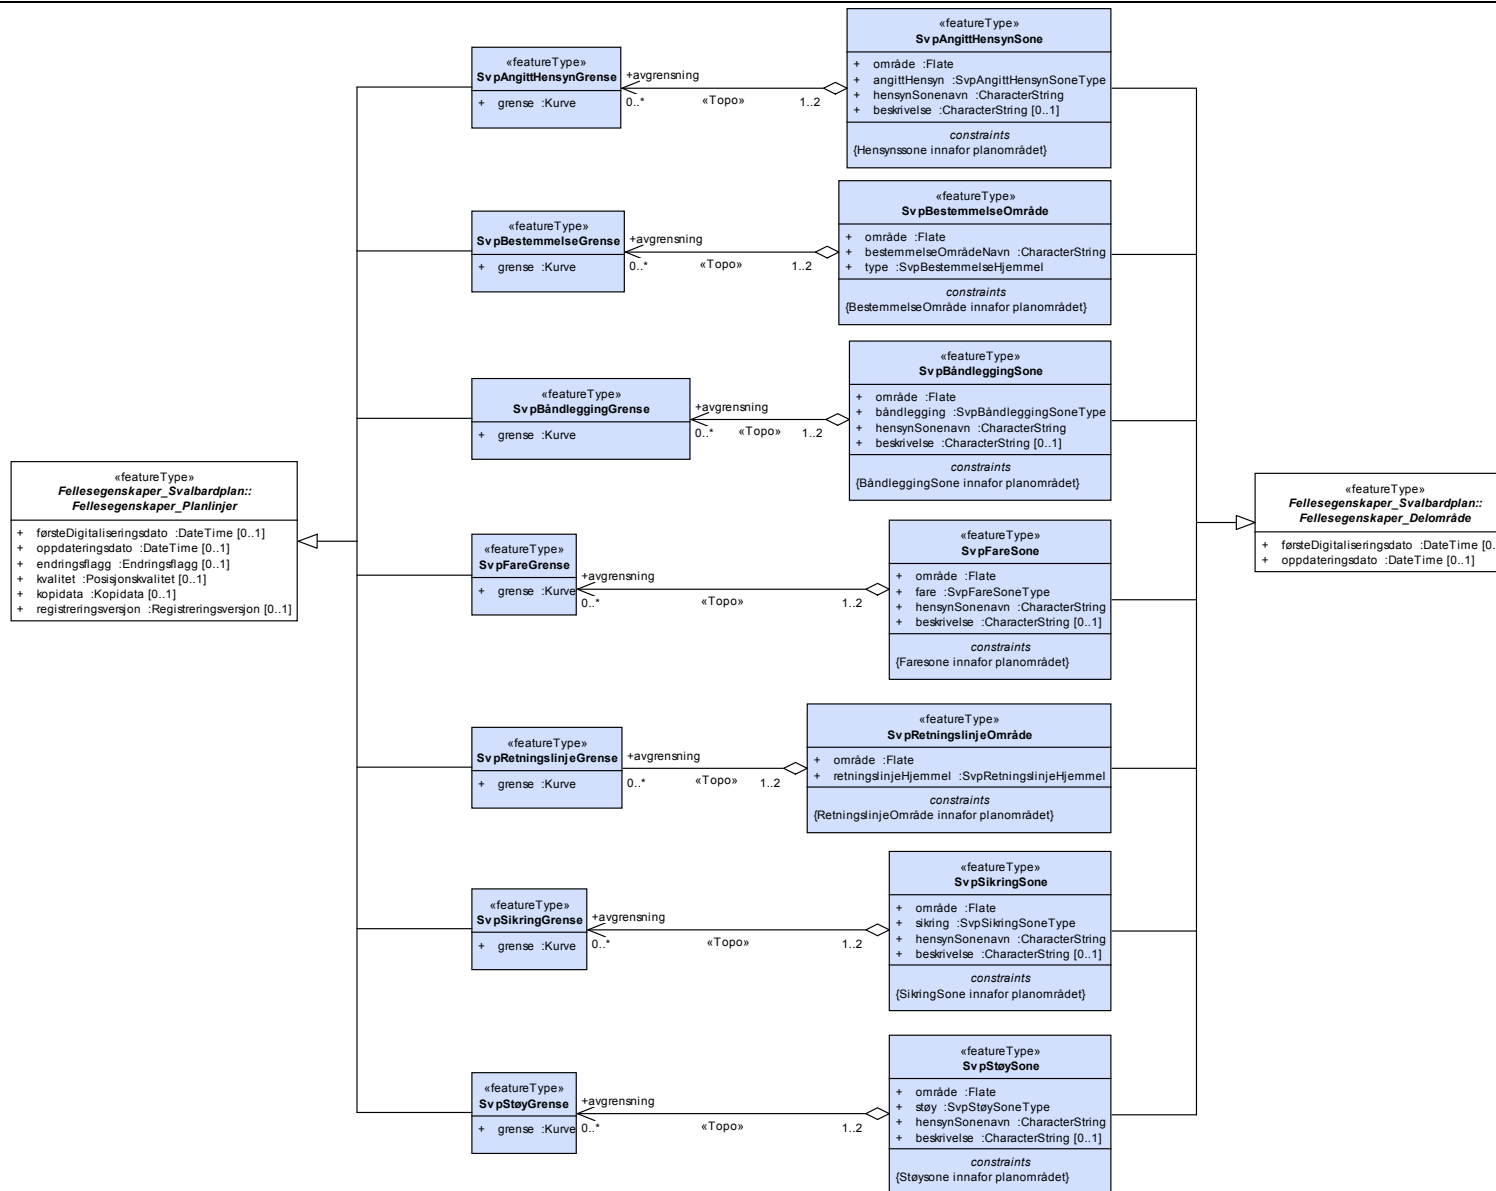 «featureType»
SvpAngittHensynSone
+ område :Flate
+ angittHensyn :SvpAngittHensynSoneType
+ hensynSonenavn :CharacterString
+ beskrivelse :CharacterString [0..1]
constraints
{Hensynssone innafor planområdet}
«featureType»
SvpAngittHensynGrense
+ grense :Kurve
+avgrensning
0..*
«Topo»
1..2
«featureType»
SvpBestemmelseOmråde
+ område :Flate
+ bestemmelseOmrådeNavn :CharacterString
+ type :SvpBestemmelseHjemmel
constraints
{BestemmelseOmråde innafor planområdet}
«featureType»
SvpBestemmelseGrense
+ grense :Kurve
+avgrensning
0..*
«Topo»
1..2
«featureType»
SvpBåndleggingSone
+ område :Flate
+ båndlegging :SvpBåndleggingSoneType
+ hensynSonenavn :CharacterString
+ beskrivelse :CharacterString [0..1]
constraints
{BåndleggingSone innafor planområdet}
«featureType»
SvpBåndleggingGrense
+ grense :Kurve
+avgrensning
0..*
«Topo»
1..2
«featureType»
Fellesegenskaper_Svalbardplan::
Fellesegenskaper_Planlinjer
+ førsteDigitaliseringsdato :DateTime [0..1]
+ oppdateringsdato :DateTime [0..1]
+ endringsflagg :Endringsflagg [0..1]
+ kvalitet :Posisjonskvalitet [0..1]
+ kopidata :Kopidata [0..1]
+ registreringsversjon :Registreringsversjon [0..1]
«featureType»
Fellesegenskaper_Svalbardplan::
Fellesegenskaper_Delområde
+ førsteDigitaliseringsdato :DateTime [0..
+ oppdateringsdato :DateTime [0..1]
«featureType»
SvpFareSone
+ område :Flate
+ fare :SvpFareSoneType
+ hensynSonenavn :CharacterString
+ beskrivelse :CharacterString [0..1]
constraints
{Faresone innafor planområdet}
«featureType»
SvpFareGrense
+ grense :Kurve
+avgrensning
0..*
«Topo»
1..2
«featureType»
SvpRetningslinjeOmråde
+ område :Flate
+ retningslinjeHjemmel :SvpRetningslinjeHjemmel
constraints
{RetningslinjeOmråde innafor planområdet}
«featureType»
SvpRetningslinjeGrense
+ grense :Kurve
+avgrensning
0..*
«Topo»
1..2
«featureType»
SvpSikringSone
+ område :Flate
+ sikring :SvpSikringSoneType
+ hensynSonenavn :CharacterString
+ beskrivelse :CharacterString [0..1]
constraints
{SikringSone innafor planområdet}
«featureType»
SvpSikringGrense
+ grense :Kurve
+avgrensning
0..*
«Topo»
1..2
«featureType»
SvpStøySone
+ område :Flate
+ støy :SvpStøySoneType
+ hensynSonenavn :CharacterString
+ beskrivelse :CharacterString [0..1]
constraints
{Støysone innafor planområdet}
«featureType»
SvpStøyGrense
+ grense :Kurve
+avgrensning
0..*
«Topo»
1..2